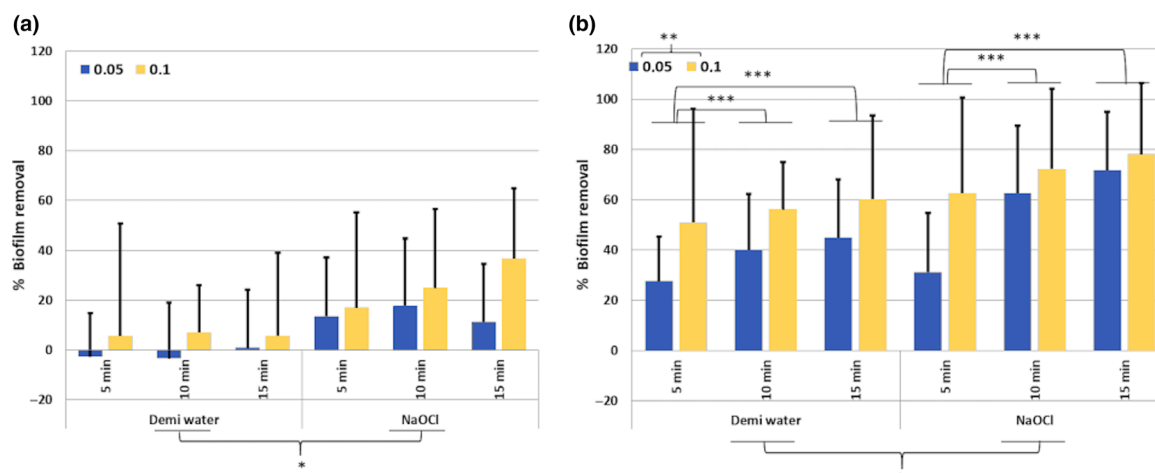 (a)
120
100
80
60
40
20
0
−20
% Biofilm removal
0.05 0.1
5 min
10 min
15 min
5 min
10 min
15 min
Demi water NaOCl
*
(b)
120
100
80
60
40
20
0
−20
% Biofilm removal
**
0.05 0.1
***
***
***
***
5 min
10 min
15 min
5 min
10 min
15 min
Demi water NaOCl